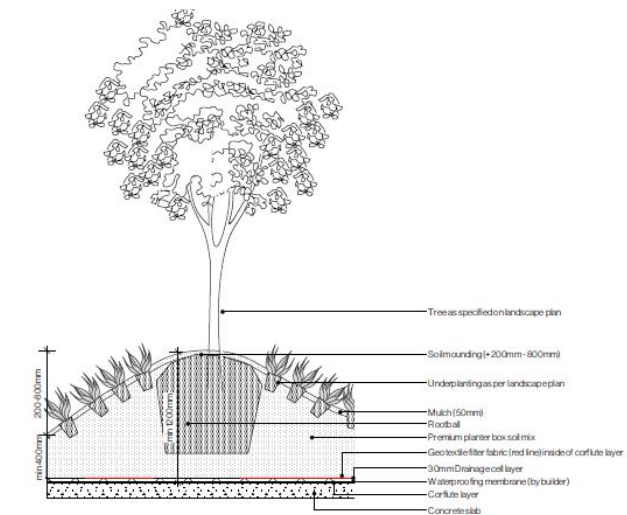 Tree as specified on landscape plan
Soil mounding (+200mm - 800mm)
Underplanting as per landscape plan
200-800mm
min 1200mm
Mutch (50mm)
Rootball
Premium planter box soil mix
min 400mm
Geotextile filter fabric (red line) inside of corflute layer
30mm Drainage cell layer
Waterproofing membrane (by builder)
Corflute layer
Concrete slab